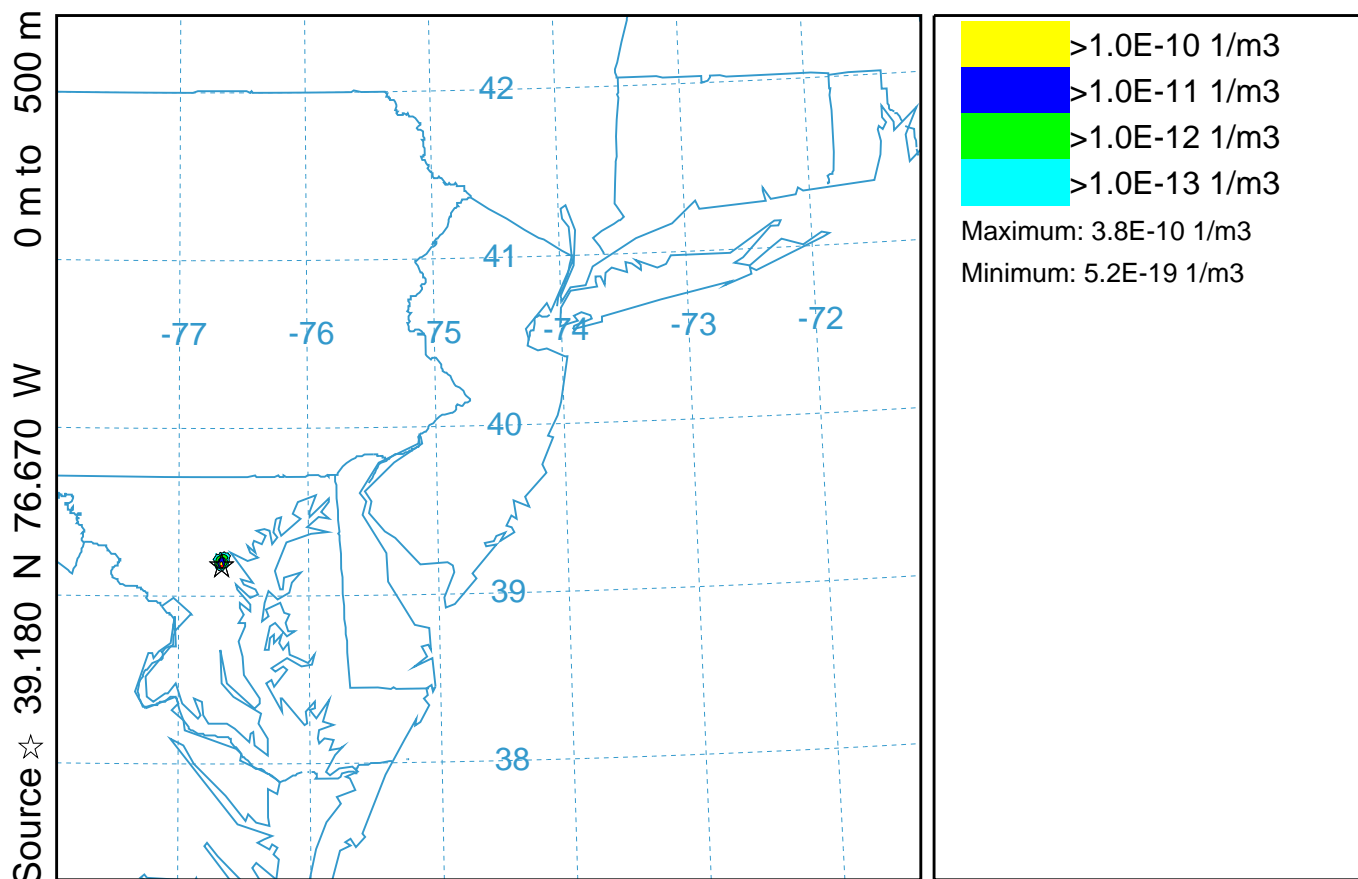 Source ☆ 39.180 N 76.670 W 0 m to 500 m
42
41
-77 -76 -75 -74 -73 -72
40
39
38
>1.0E-10 1/m3
>1.0E-11 1/m3
>1.0E-12 1/m3
>1.0E-13 1/m3
Maximum: 3.8E-10 1/m3
Minimum: 5.2E-19 1/m3